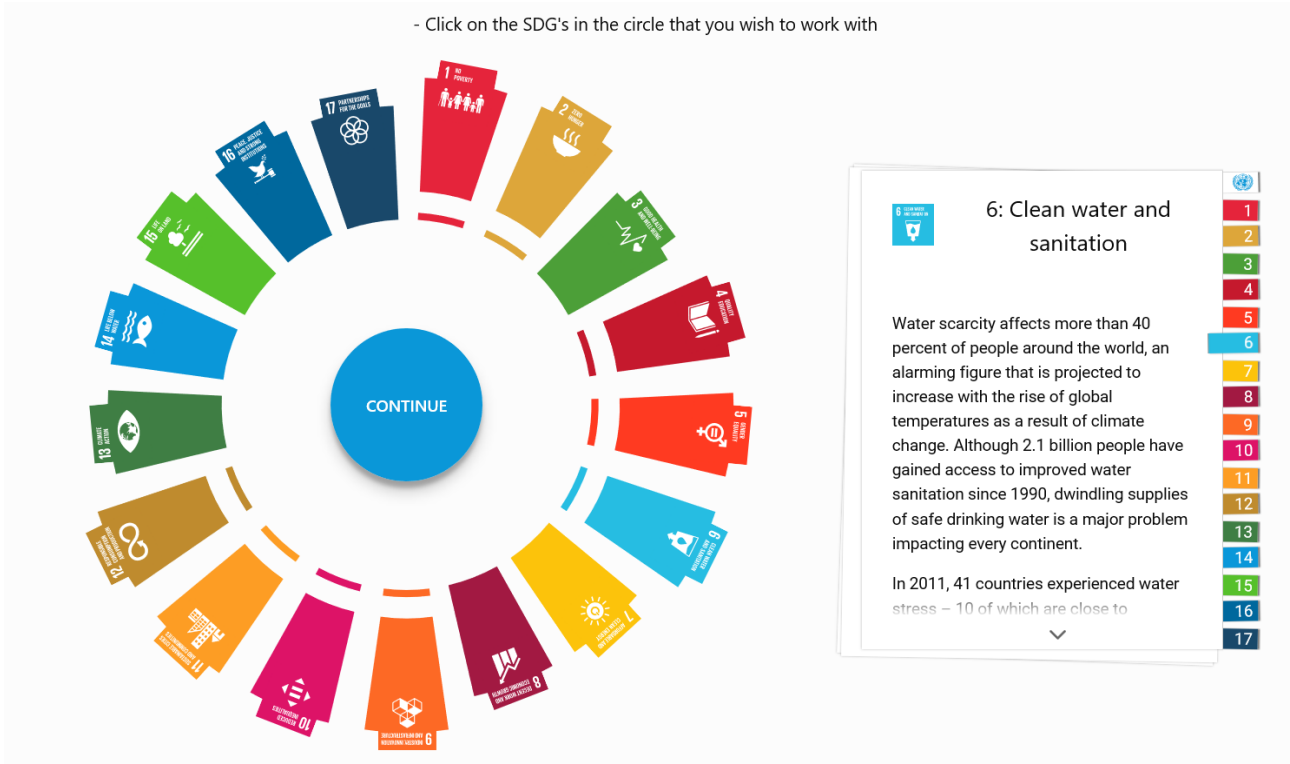 - Click on the SDG's in the circle that you wish to work with
1 NO
POVERTY
2 ZERO
HUNGER
3 GOOD HEALTH
AND WELL-BEING
4 QUALITY
EDUCATION
5 GENDER
EQUALITY
6 CLEAN WATER
AND SANITATION
7 AFFORDABLE AND
CLEAN ENERGY
8 DECENT WORK AND
ECONOMIC GROWTH
9 INDUSTRY, INNOVATION
AND INFRASTRUCTURE
10 REDUCED
INEQUALITIES
11 SUSTAINABLE CITIES
AND COMMUNITIES
12 RESPONSIBLE
CONSUMPTION
AND PRODUCTION
13 CLIMATE
ACTION
14 LIFE BELOW
WATER
15 LIFE
ON LAND
16 PEACE, JUSTICE
AND STRONG
INSTITUTIONS
17 PARTNERSHIPS
FOR THE GOALS
CONTINUE
6 CLEAN WATER
AND SANITATION
6: Clean water and
sanitation
Water scarcity affects more than 40
percent of people around the world, an
alarming figure that is projected to
increase with the rise of global
temperatures as a result of climate
change. Although 2.1 billion people have
gained access to improved water
sanitation since 1990, dwindling supplies
of safe drinking water is a major problem
impacting every continent.
In 2011, 41 countries experienced water
stress – 10 of which are close to
1
2
3
4
5
6
7
8
9
10
11
12
13
14
15
16
17